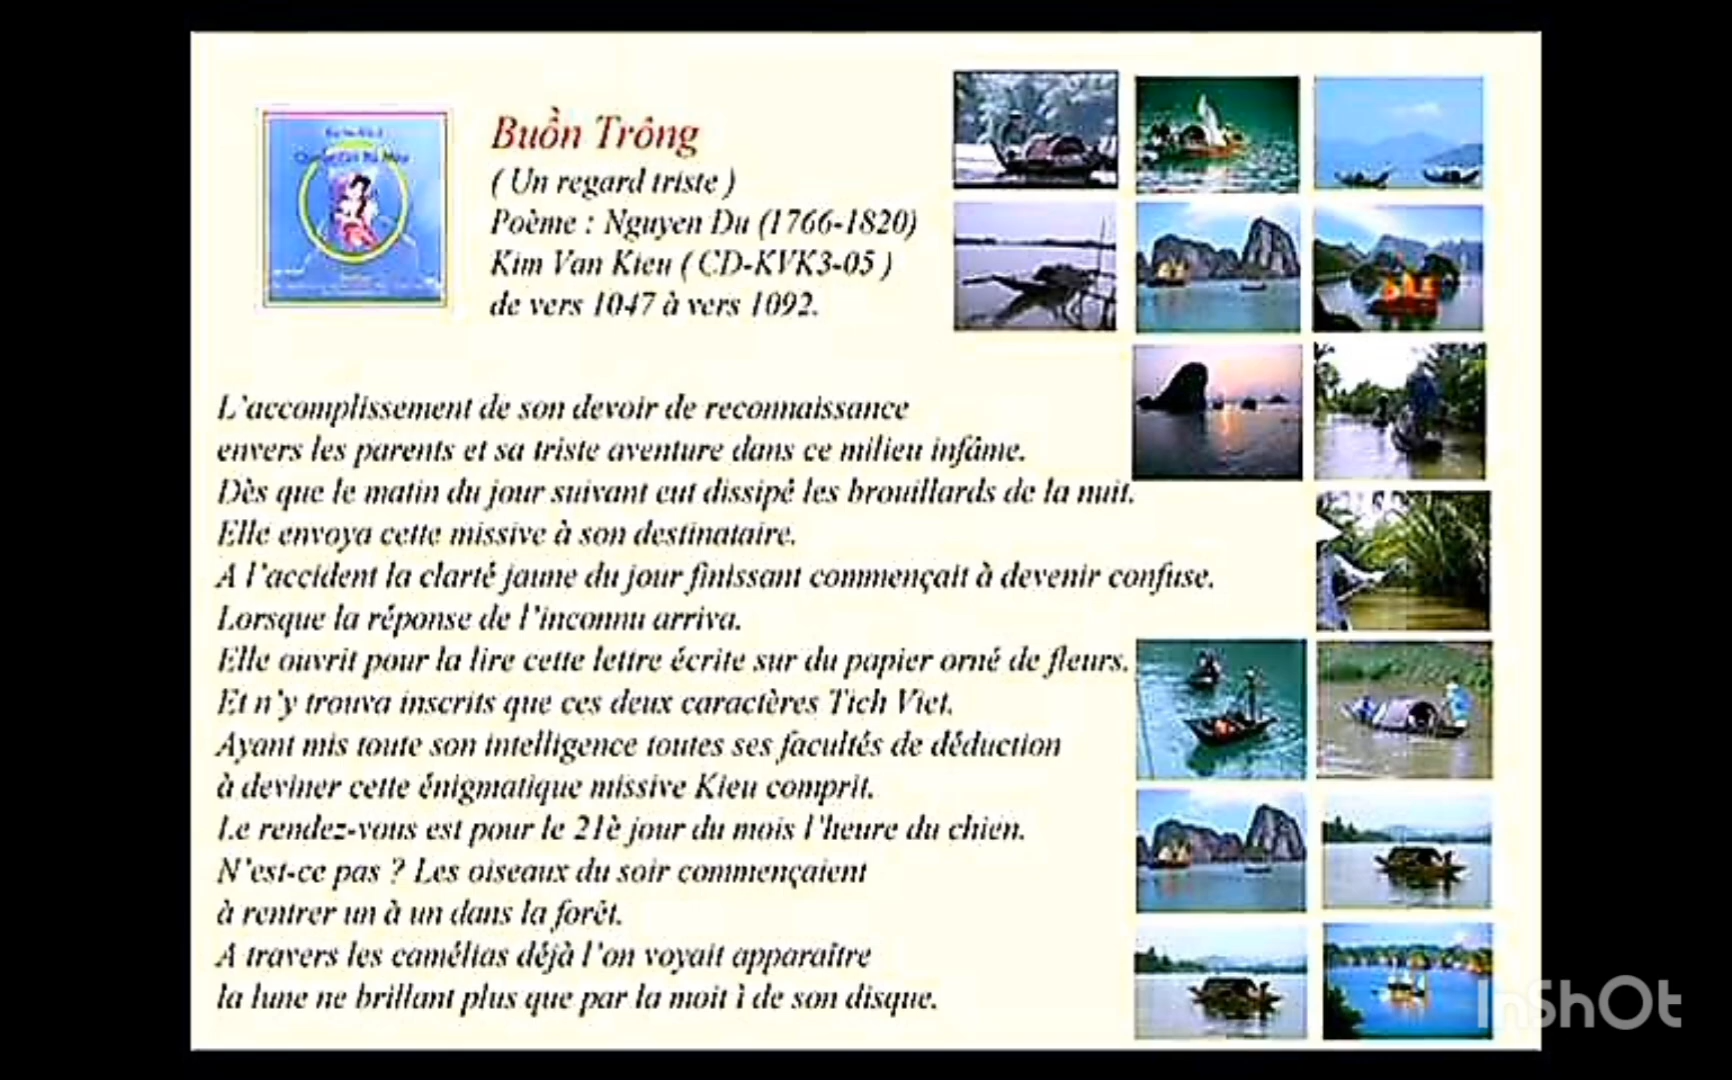 Buồn Trông
( Un regard triste )
Poème : Nguyen Du (1766-1820)
Kim Van Kieu ( CD-KVK3-05 )
de vers 1047 à vers 1092.
L'accomplissement de son devoir de reconnaissance
envers les parents et sa triste aventure dans ce milieu infâme.
Dès que le matin du jour suivant eut dissipé les brouillards de la nuit.
Elle envoya cette missive à son destinataire.
A l'accident la clarté jaune du jour finissant commençait à devenir confuse.
Lorsque la réponse de l'inconnu arriva.
Elle ouvrit pour la lire cette lettre écrite sur du papier orné de fleurs.
Et n'y trouva inscrits que ces deux caractères Tich Viet.
Ayant mis toute son intelligence toutes ses facultés de déduction
à deviner cette énigmatique missive Kieu comprit.
Le rendez-vous est pour le 21è jour du mois l'heure du chien.
N'est-ce pas ? Les oiseaux du soir commençaient
à rentrer un à un dans la forêt.
A travers les camélias déjà l'on voyait apparaître
la lune ne brillant plus que par la moit ì de son disque.
InShOt